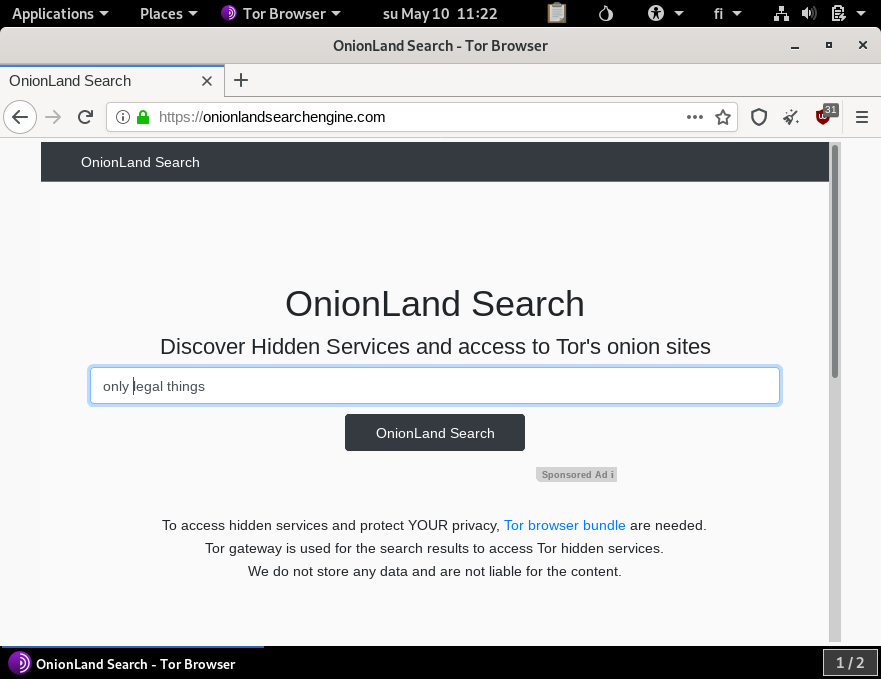 Applications Places Tor Browser su May 10 11:22 fi
OnionLand Search - Tor Browser
OnionLand Search
https://onionlandsearchengine.com 31
OnionLand Search
OnionLand Search
Discover Hidden Services and access to Tor's onion sites
only legal things
OnionLand Search
Sponsored Ad i
To access hidden services and protect YOUR privacy, Tor browser bundle are needed.
Tor gateway is used for the search results to access Tor hidden services.
We do not store any data and are not liable for the content.
OnionLand Search - Tor Browser 1 / 2